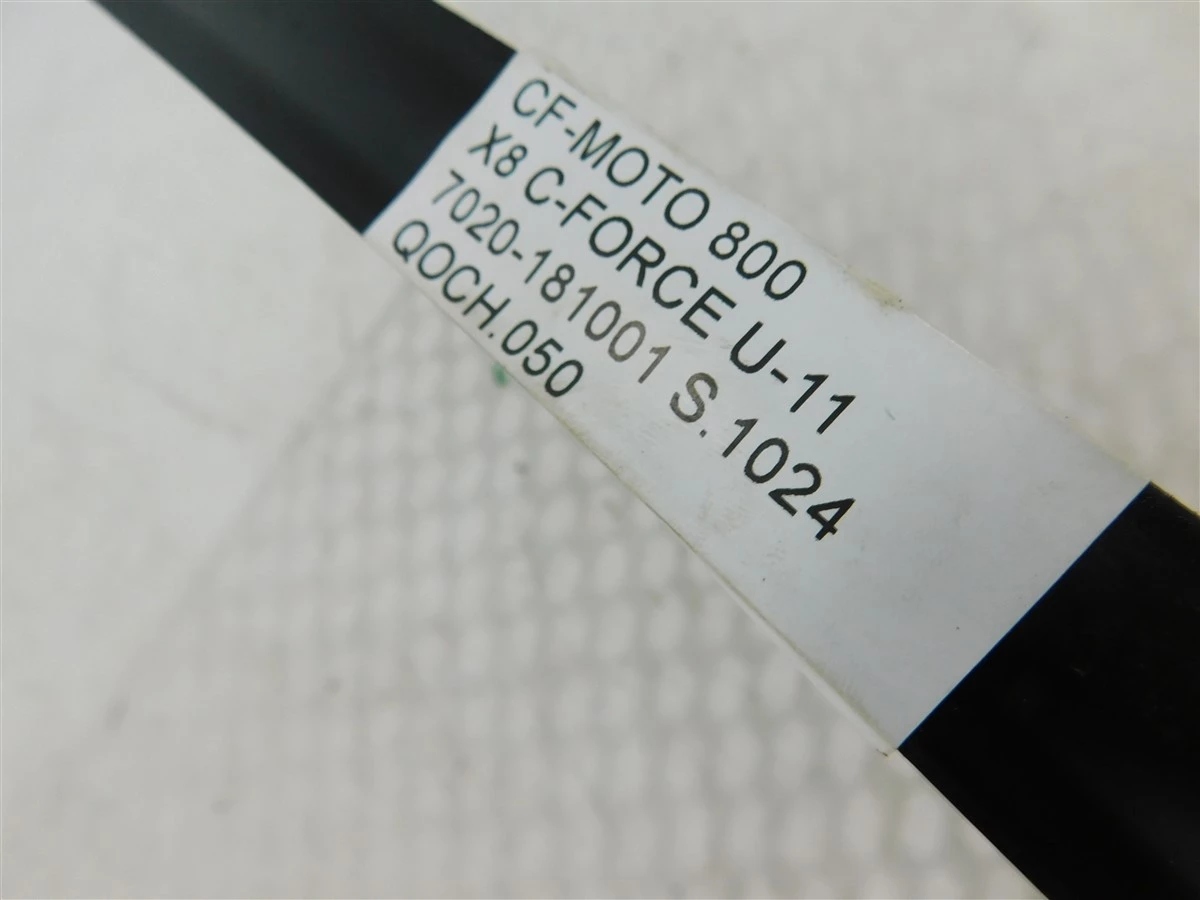 CF-MOTO 800
X8 C-FORCE U-11
7020-181001 S.1024
QOCH.050